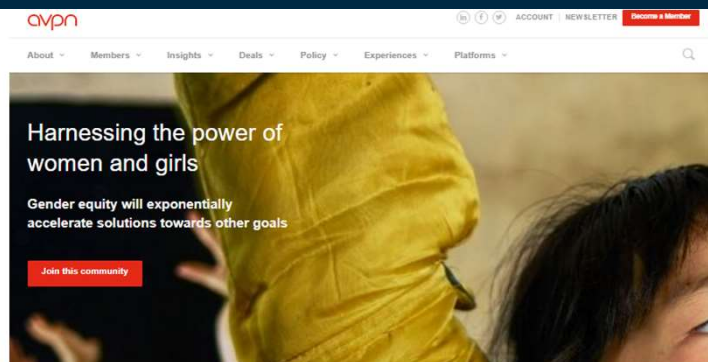 avpn
in f ACCOUNT | NEWSLETTER Become a Member
About Members Insights Deals Policy Experiences Platforms
Harnessing the power of
women and girls
Gender equity will exponentially
accelerate solutions towards other goals
Join this community